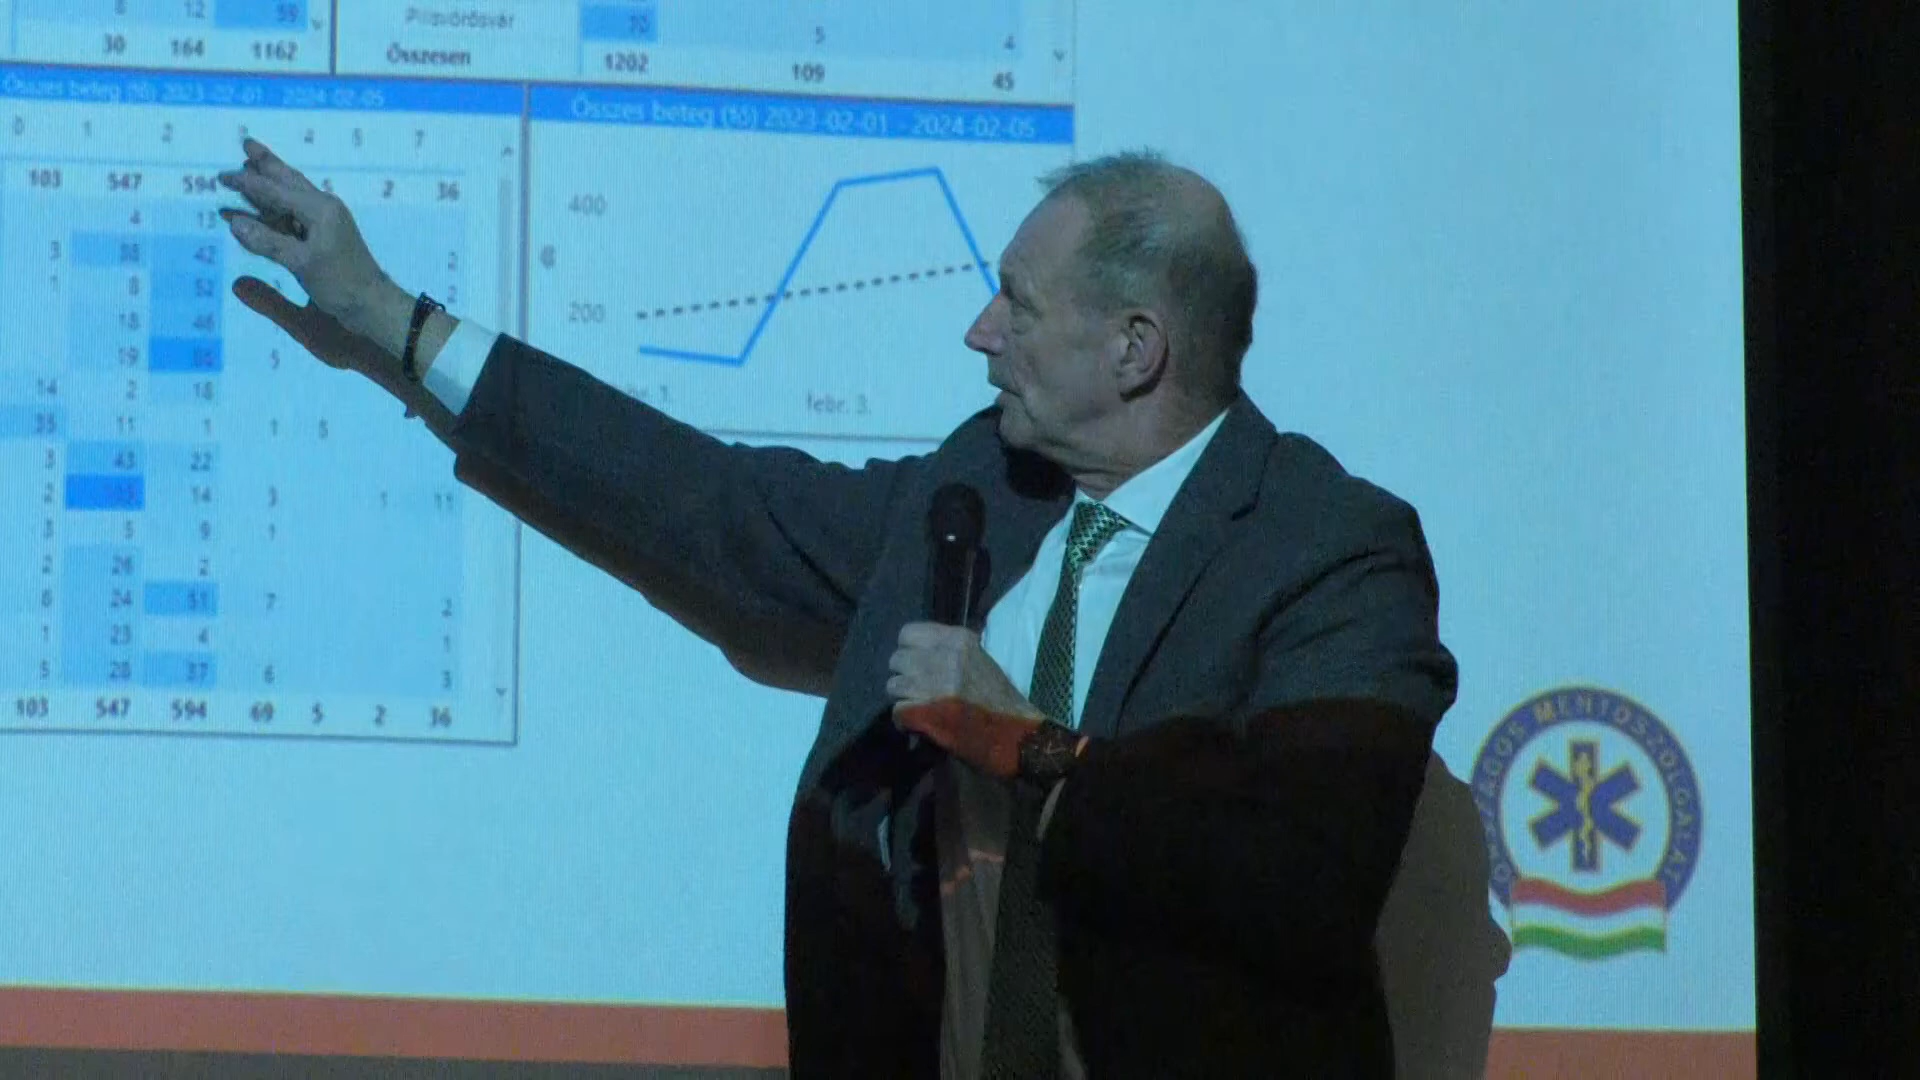 8 12 59
30 164 1162
Pilisvörösvár 70 5 4
Összesen 1202 109 45
Összes beteg (fő) 2023-02-01 - 2024-02-05
0 1 2 3 4 5 7
103 547 594 5 2 36
4 13
3 88 42 2
1 8 52 2
18 46
19 5
14 2 18
35 11 1 1 5
3 43 22
2 14 3 1 11
3 5 9 1
2 26 2
6 24 51 7 2
1 23 4 1
5 28 37 6 3
103 547 594 69 5 2 36
Összes beteg (fő) 2023-02-01 - 2024-02-05
400
200
febr. 3.
ORSZÁGOS MENTŐSZOLGÁLAT